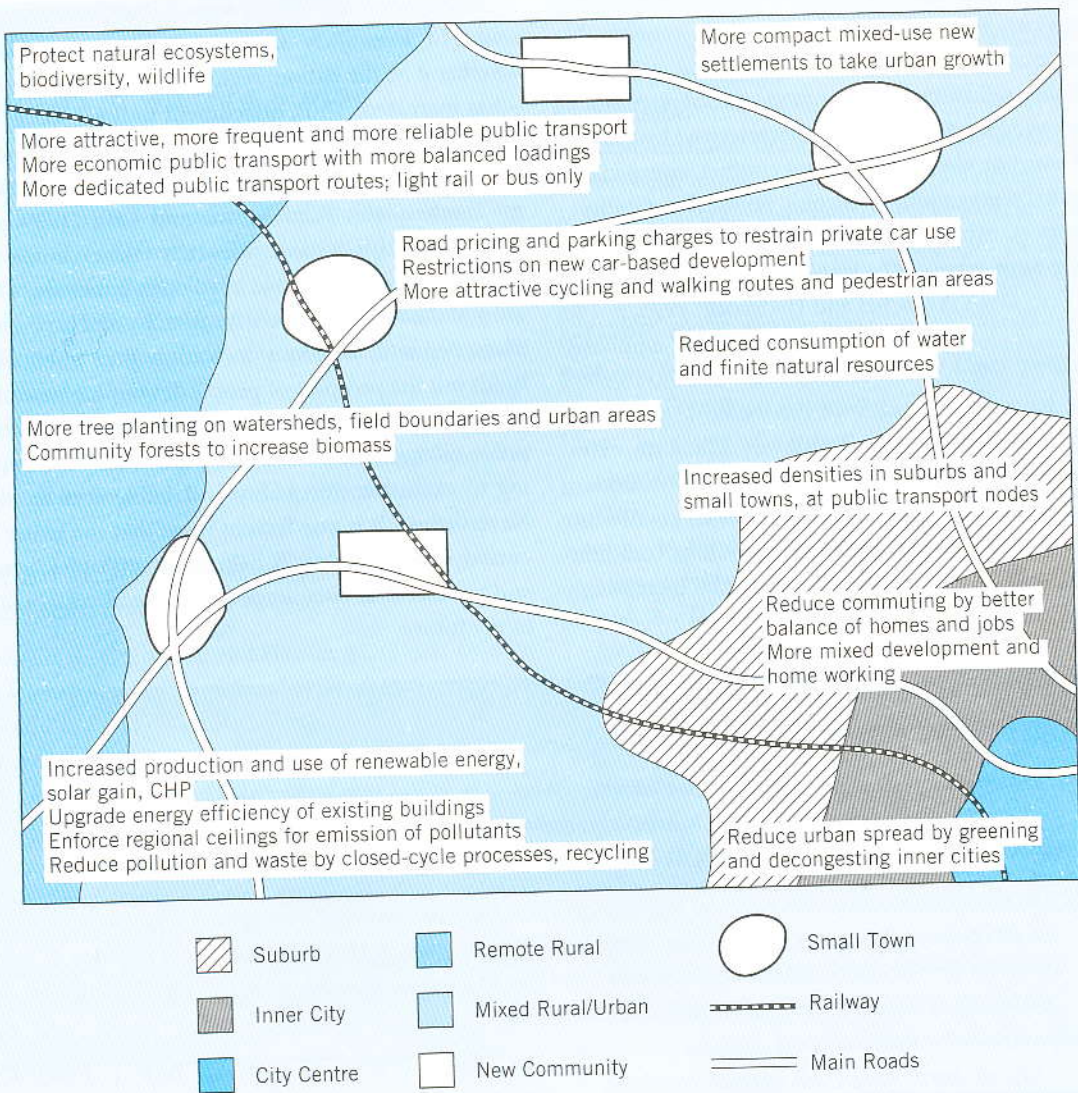 Protect natural ecosystems,
biodiversity, wildlife
More compact mixed-use new
settlements to take urban growth
More attractive, more frequent and more reliable public transport
More economic public transport with more balanced loadings
More dedicated public transport routes; light rail or bus only
Road pricing and parking charges to restrain private car use
Restrictions on new car-based development
More attractive cycling and walking routes and pedestrian areas
Reduced consumption of water
and finite natural resources
More tree planting on watersheds, field boundaries and urban areas
Community forests to increase biomass
Increased densities in suburbs and
small towns, at public transport nodes
Reduce commuting by better
balance of homes and jobs
More mixed development and
home working
Increased production and use of renewable energy,
solar gain, CHP
Upgrade energy efficiency of existing buildings
Enforce regional ceilings for emission of pollutants
Reduce pollution and waste by closed-cycle processes, recycling
Reduce urban spread by greening
and decongesting inner cities
Suburb
Remote Rural
Small Town
Inner City
Mixed Rural/Urban
Railway
City Centre
New Community
Main Roads